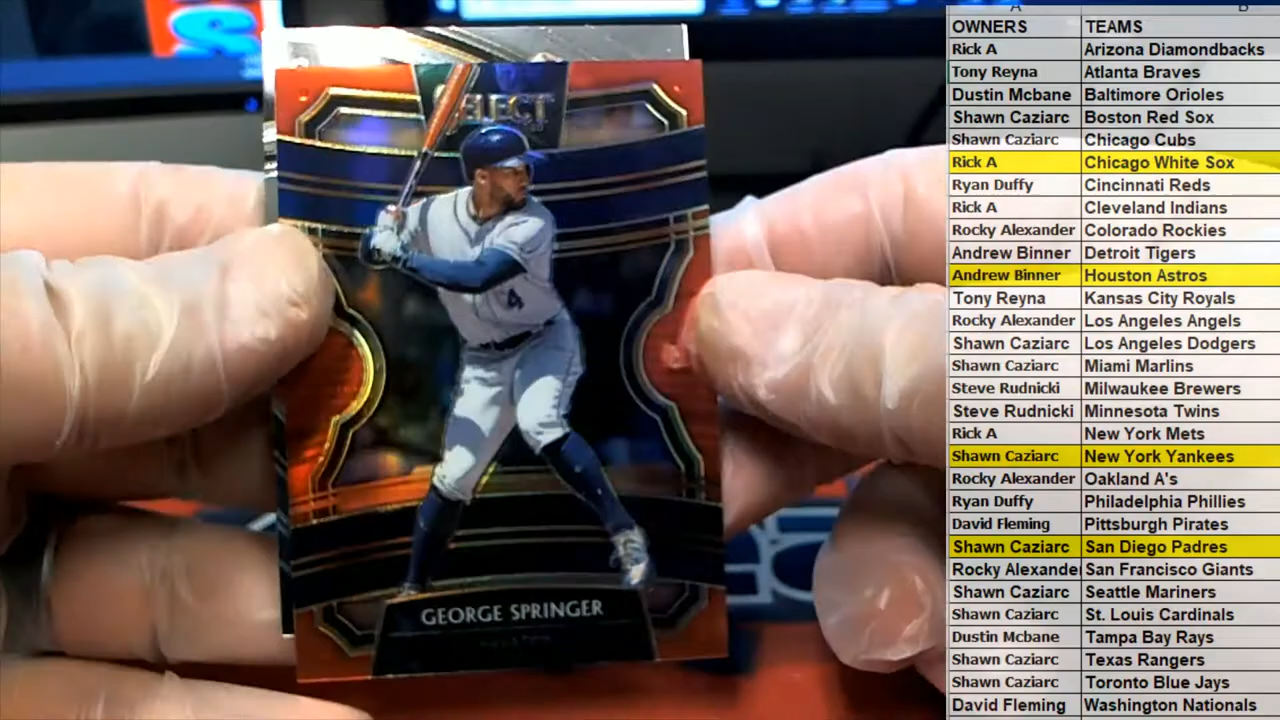 SELECT
4
GEORGE SPRINGER
A B
OWNERS TEAMS
Rick A Arizona Diamondbacks
Tony Reyna Atlanta Braves
Dustin Mcbane Baltimore Orioles
Shawn Caziarc Boston Red Sox
Shawn Caziarc Chicago Cubs
Rick A Chicago White Sox
Ryan Duffy Cincinnati Reds
Rick A Cleveland Indians
Rocky Alexander Colorado Rockies
Andrew Binner Detroit Tigers
Andrew Binner Houston Astros
Tony Reyna Kansas City Royals
Rocky Alexander Los Angeles Angels
Shawn Caziarc Los Angeles Dodgers
Shawn Caziarc Miami Marlins
Steve Rudnicki Milwaukee Brewers
Steve Rudnicki Minnesota Twins
Rick A New York Mets
Shawn Caziarc New York Yankees
Rocky Alexander Oakland A's
Ryan Duffy Philadelphia Phillies
David Fleming Pittsburgh Pirates
Shawn Caziarc San Diego Padres
Rocky Alexander San Francisco Giants
Shawn Caziarc Seattle Mariners
Shawn Caziarc St. Louis Cardinals
Dustin Mcbane Tampa Bay Rays
Shawn Caziarc Texas Rangers
Shawn Caziarc Toronto Blue Jays
David Fleming Washington Nationals